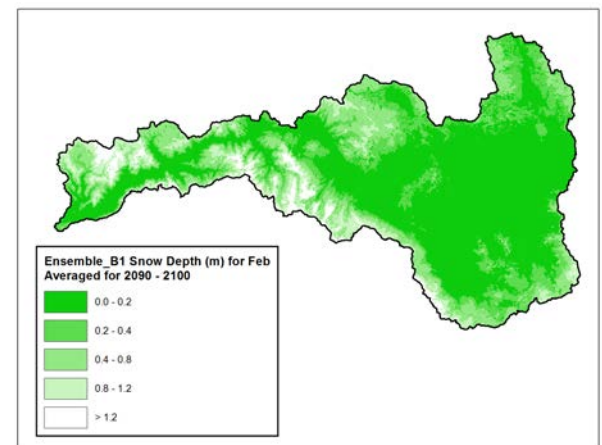 Ensemble_B1 Snow Depth (m) for Feb
Averaged for 2090 - 2100
0.0 - 0.2
0.2 - 0.4
0.4 - 0.8
0.8 - 1.2
> 1.2